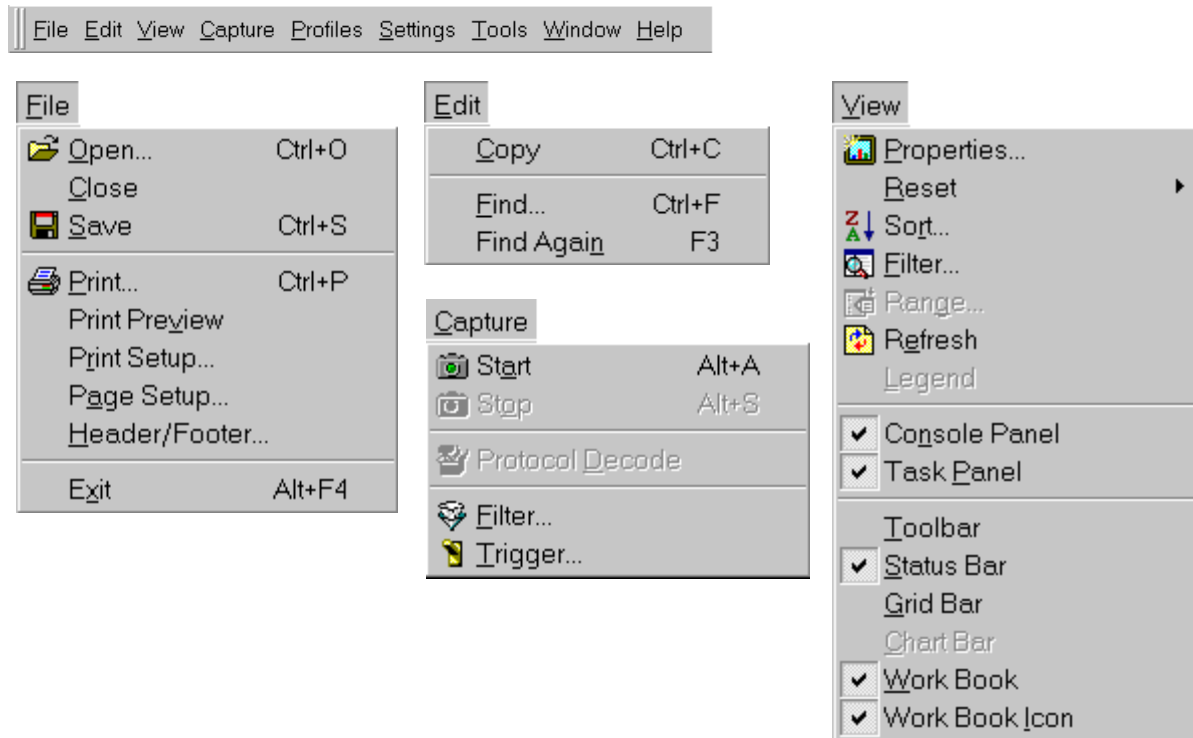 File Edit View Capture Profiles Settings Tools Window Help
File
Open... Ctrl+O
Close
Save Ctrl+S
Print... Ctrl+P
Print Preview
Print Setup...
Page Setup...
Header/Footer...
Exit Alt+F4
Edit
Copy Ctrl+C
Find... Ctrl+F
Find Again F3
Capture
Start Alt+A
Stop Alt+S
Protocol Decode
Filter...
Trigger...
View
Properties...
Reset
Sort...
Filter...
Range...
Refresh
Legend
Console Panel
Task Panel
Toolbar
Status Bar
Grid Bar
Chart Bar
Work Book
Work Book Icon